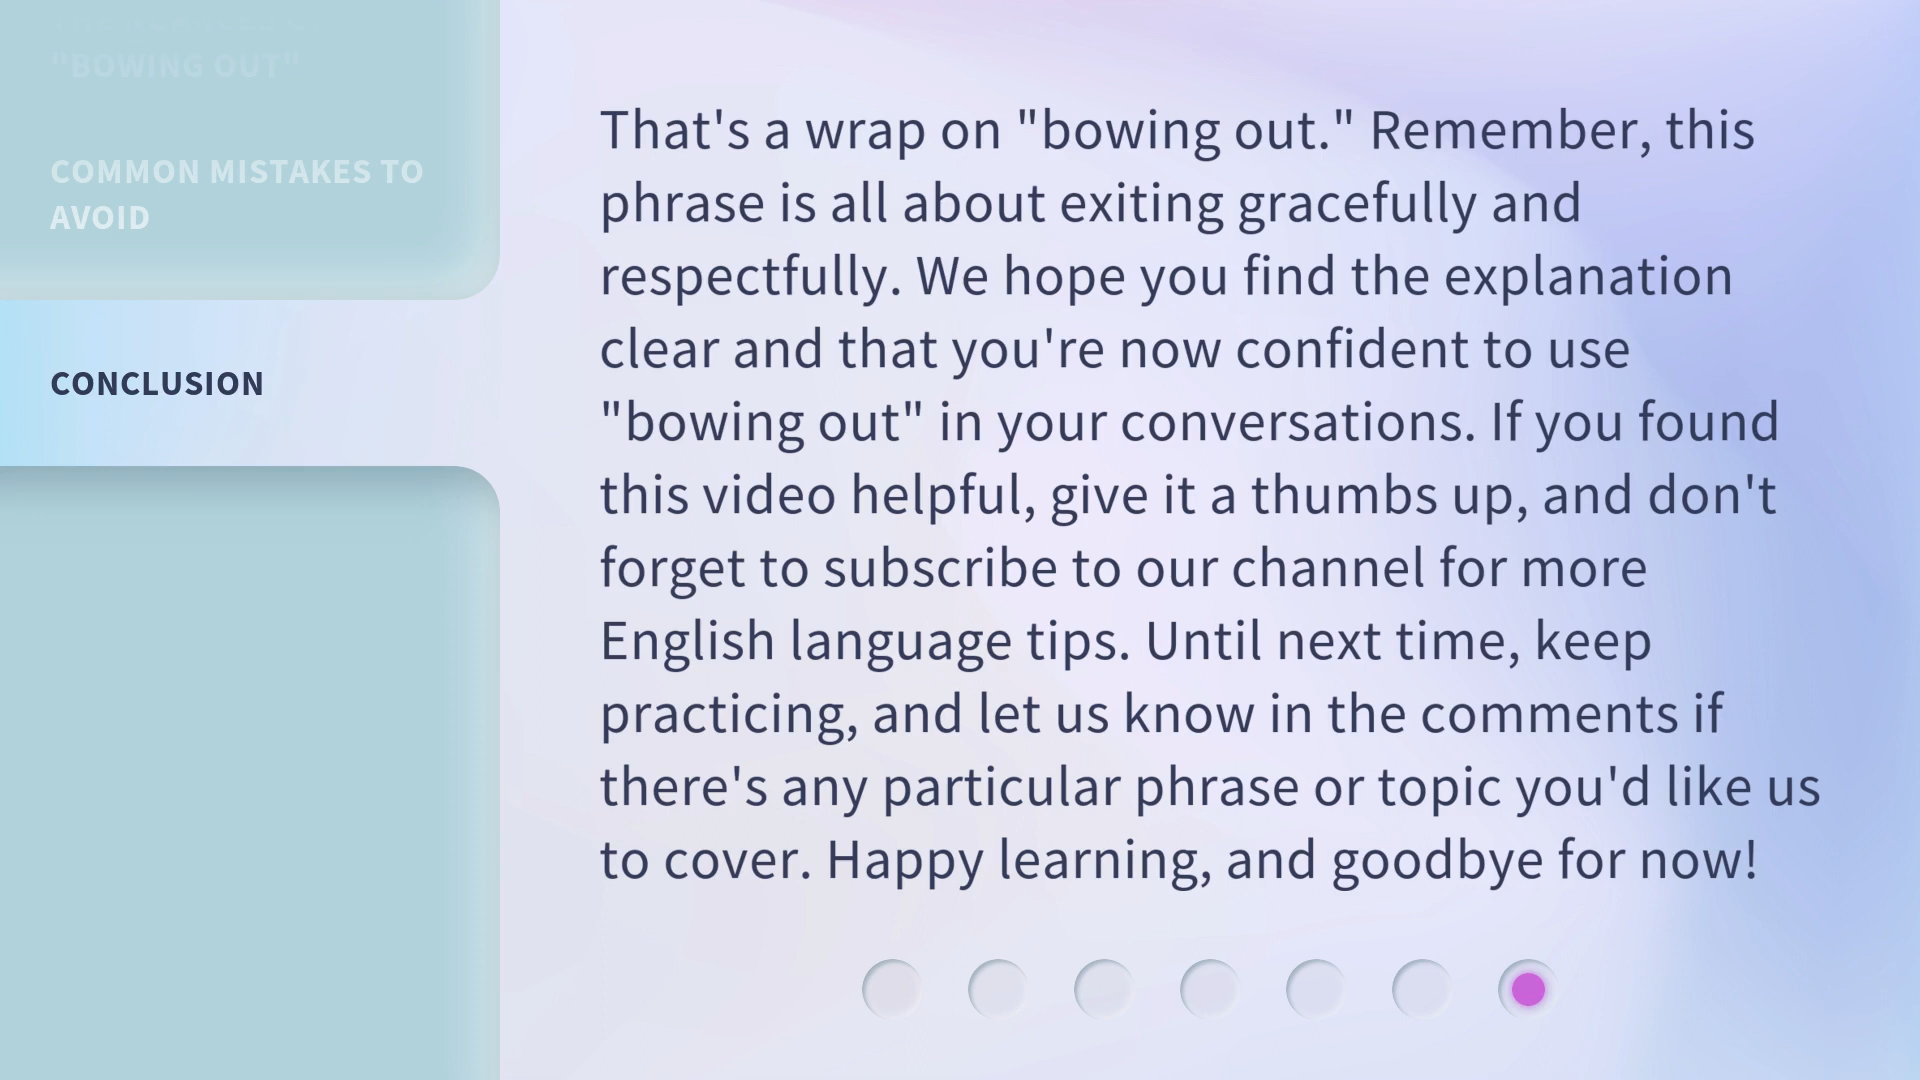 "BOWING OUT"
COMMON MISTAKES TO
AVOID
CONCLUSION
That's a wrap on "bowing out." Remember, this
phrase is all about exiting gracefully and
respectfully. We hope you find the explanation
clear and that you're now confident to use
"bowing out" in your conversations. If you found
this video helpful, give it a thumbs up, and don't
forget to subscribe to our channel for more
English language tips. Until next time, keep
practicing, and let us know in the comments if
there's any particular phrase or topic you'd like us
to cover. Happy learning, and goodbye for now!